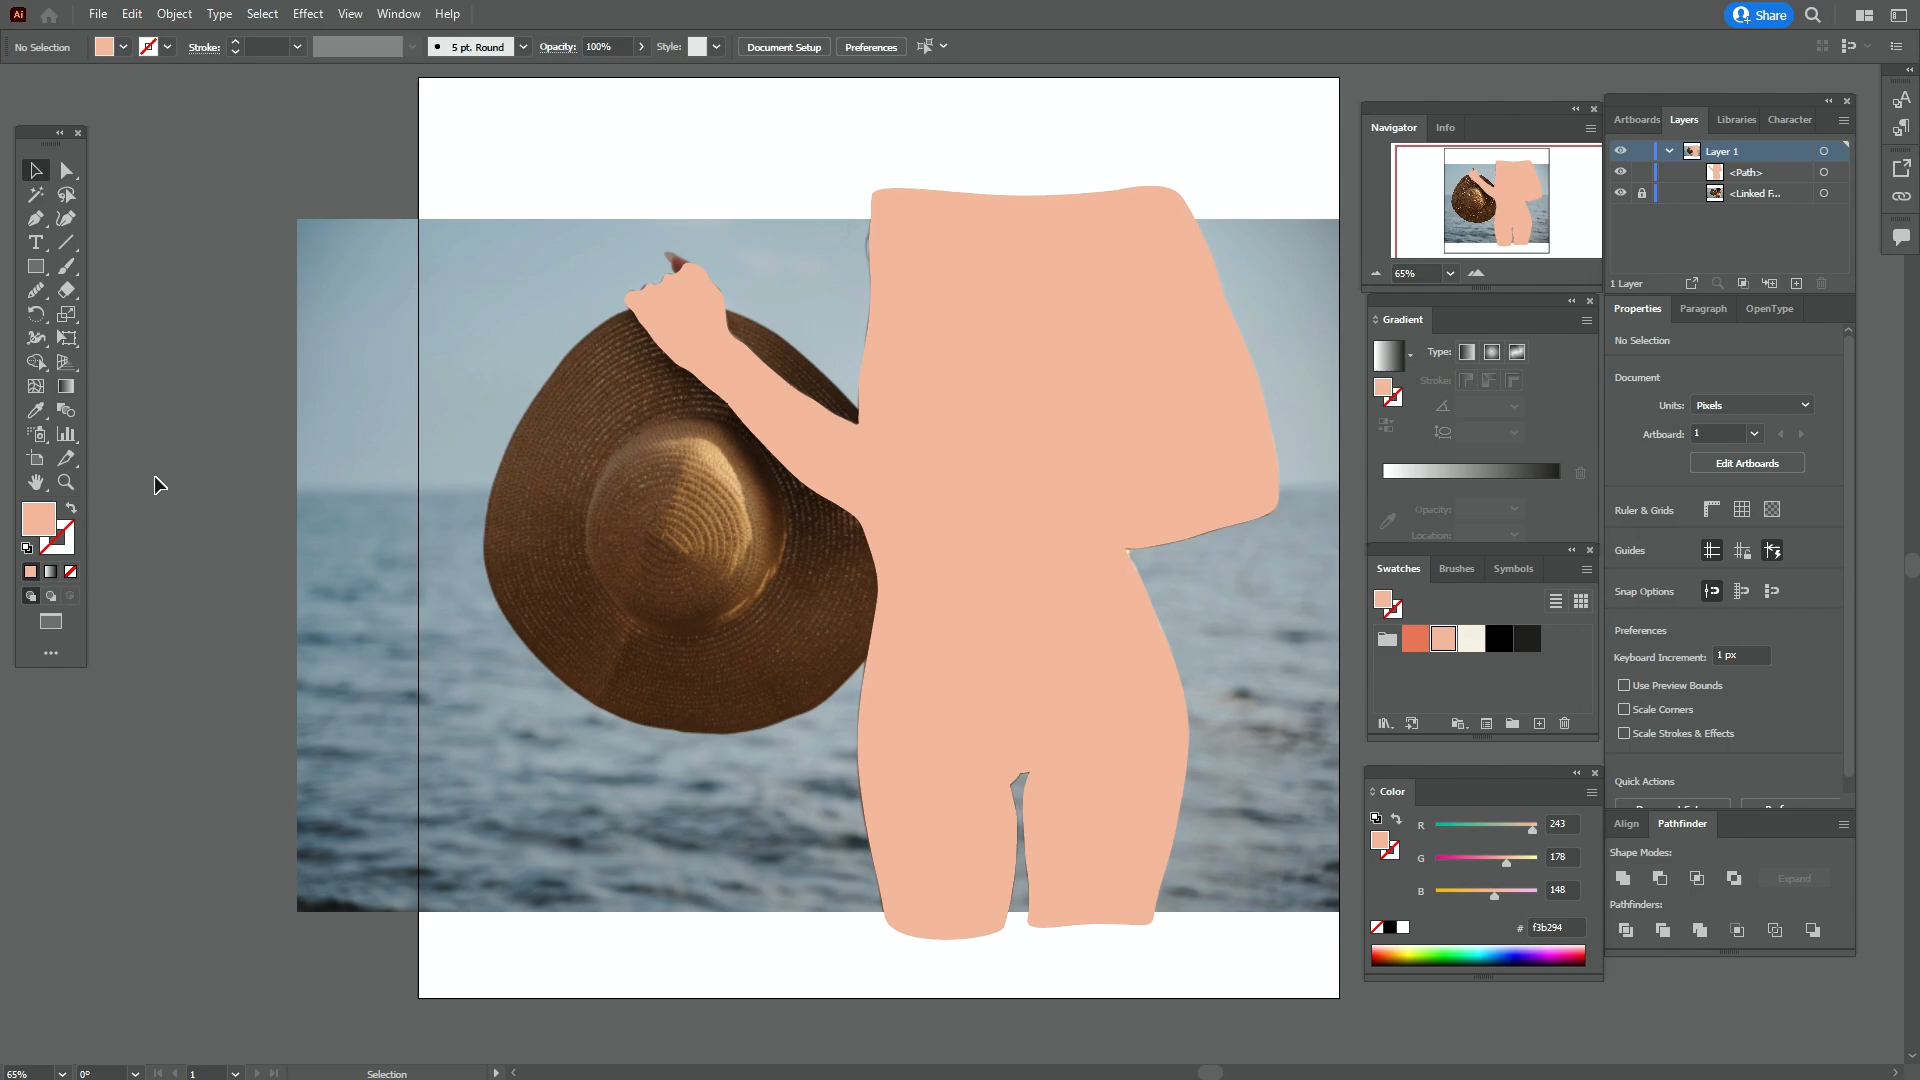 Ai
File Edit Object Type Select Effect View Window Help
Share
No Selection
Stroke:
5 pt. Round
Opacity: 100%
Style:
Document Setup
Preferences
Navigator Info
65%
Artboards Layers Libraries Character
Layer 1
<Path>
<Linked F...
1 Layer
Gradient
Type:
Stroke:
Opacity:
Location:
Swatches Brushes Symbols
Color
R 243
G 178
B 148
# f3b294
Properties Paragraph OpenType
No Selection
Document
Units: Pixels
Artboard: 1
Edit Artboards
Ruler & Grids
Guides
Snap Options
Preferences
Keyboard Increment: 1 px
Use Preview Bounds
Scale Corners
Scale Strokes & Effects
Quick Actions
Align Pathfinder
Shape Modes:
Expand
Pathfinders:
65% 0° 1 Selection